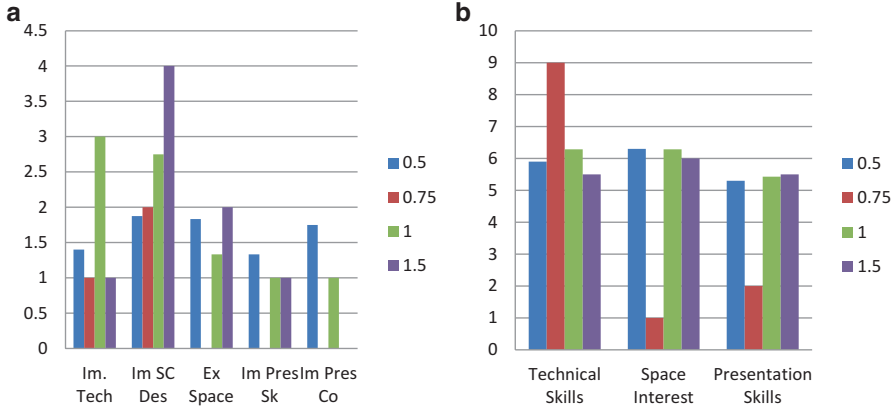 a
4.5
4
3.5
3
2.5
2
1.5
1
0.5
0
Im. Tech
Im SC Des
Ex Space
Im Pres Sk
Im Pres Co
0.5
0.75
1
1.5
b
10
9
8
7
6
5
4
3
2
1
0
Technical Skills
Space Interest
Presentation Skills
0.5
0.75
1
1.5